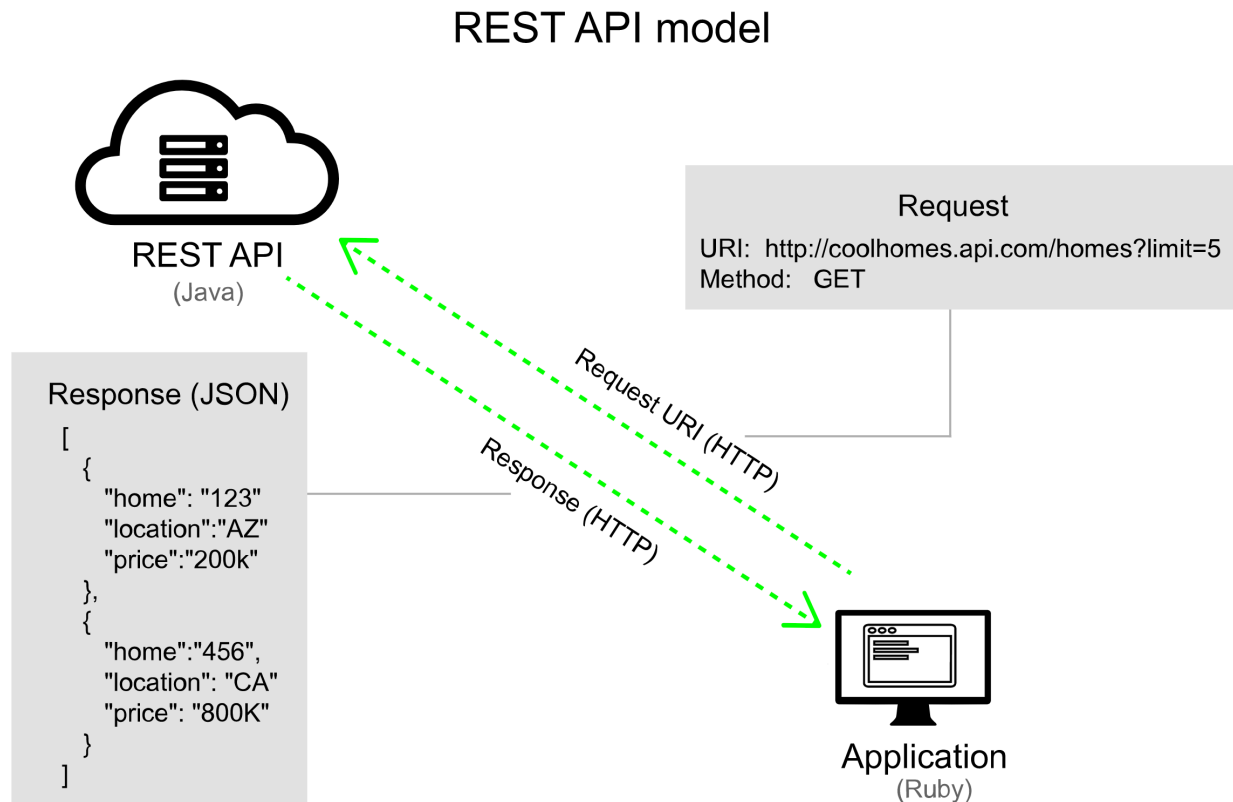 REST API model
REST API
(Java)
Request
URI:  http://coolhomes.api.com/homes?limit=5
Method:   GET
Request URI (HTTP)
Response (HTTP)
Response (JSON)
[
{
"home": "123"
"location":"AZ"
"price":"200k"
},
{
"home":"456",
"location": "CA"
"price": "800K"
}
]
Application
(Ruby)